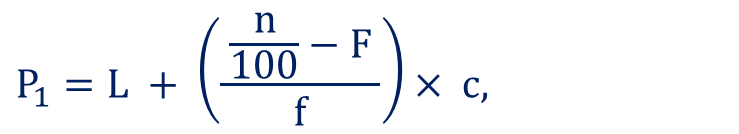 P₁ = L + ( (n/100 − F) / f ) × c,